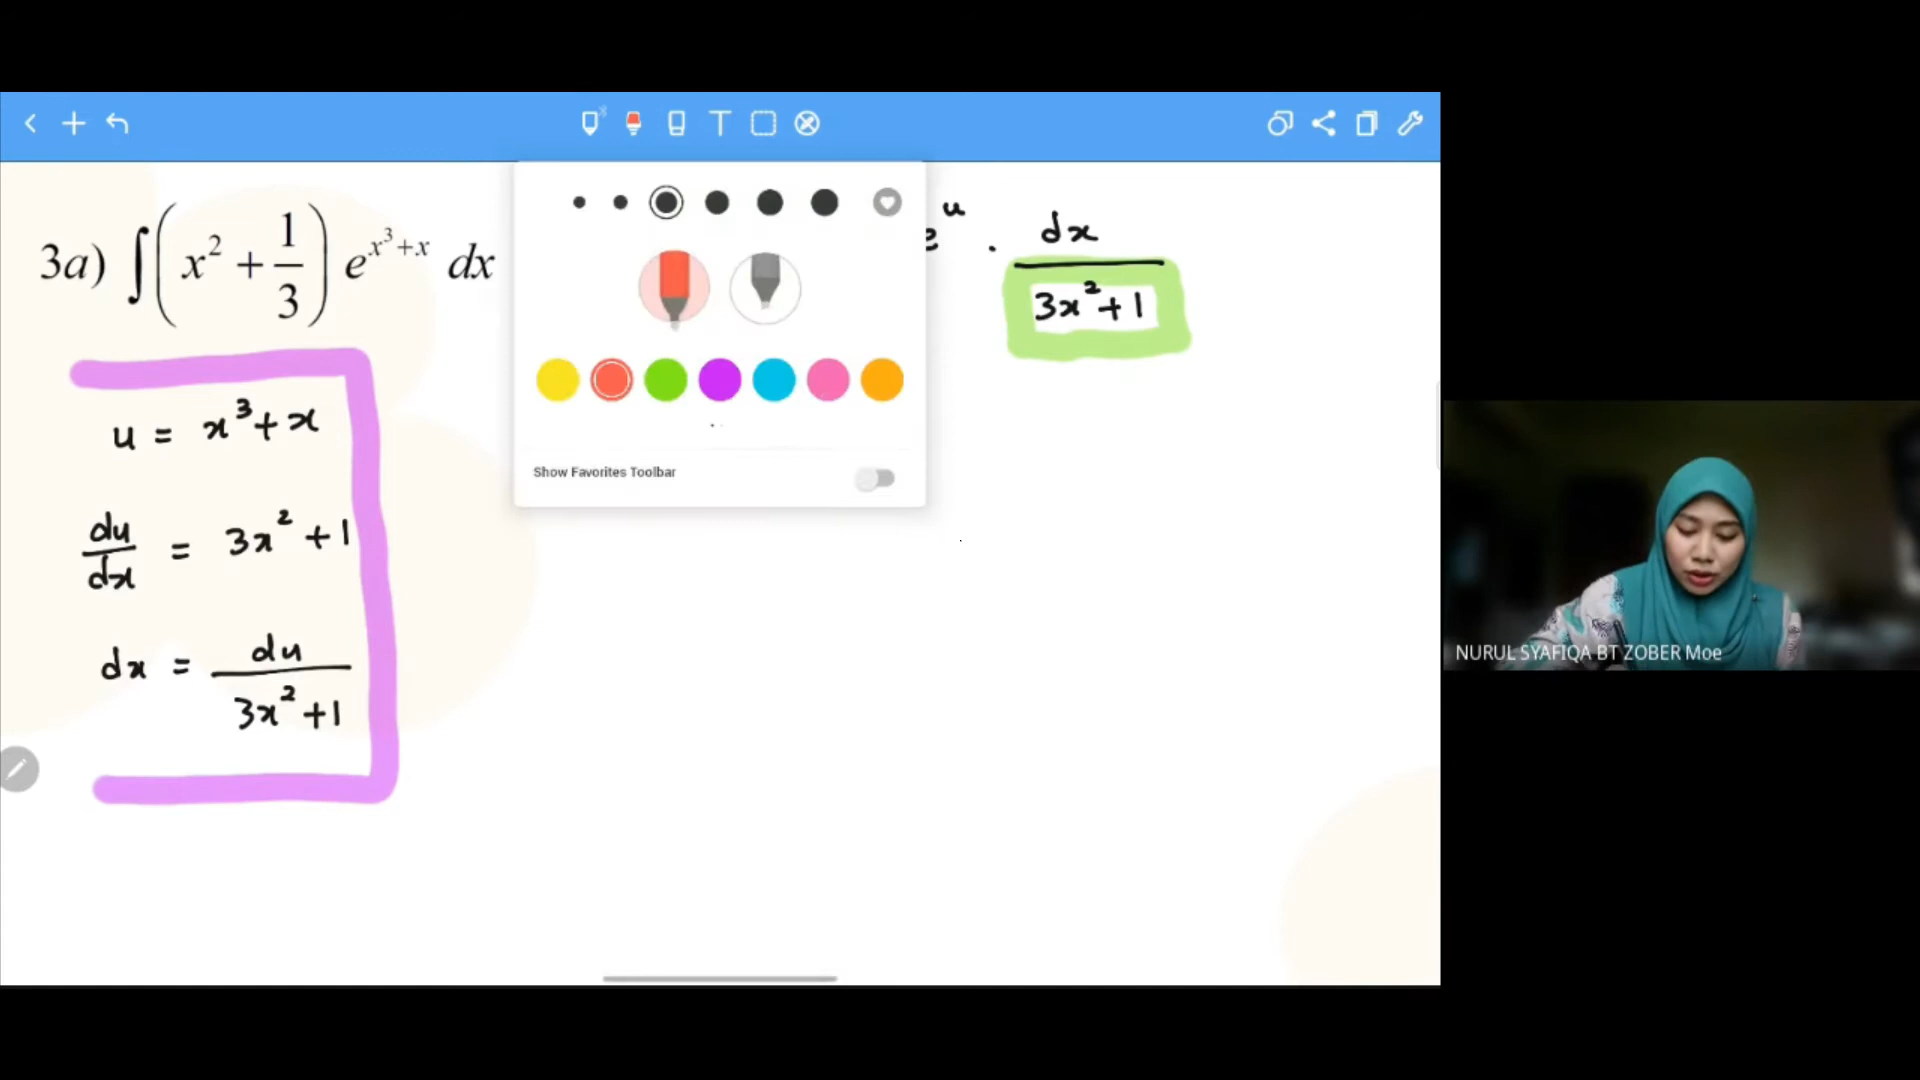 3a) ∫(x² + 1/3) e^(x³+x) dx
e^u · dx/(3x²+1)
u = x³ + x
du/dx = 3x² + 1
dx = du/(3x² + 1)
Show Favorites Toolbar
NURUL SYAFIQA BT ZOBER Moe